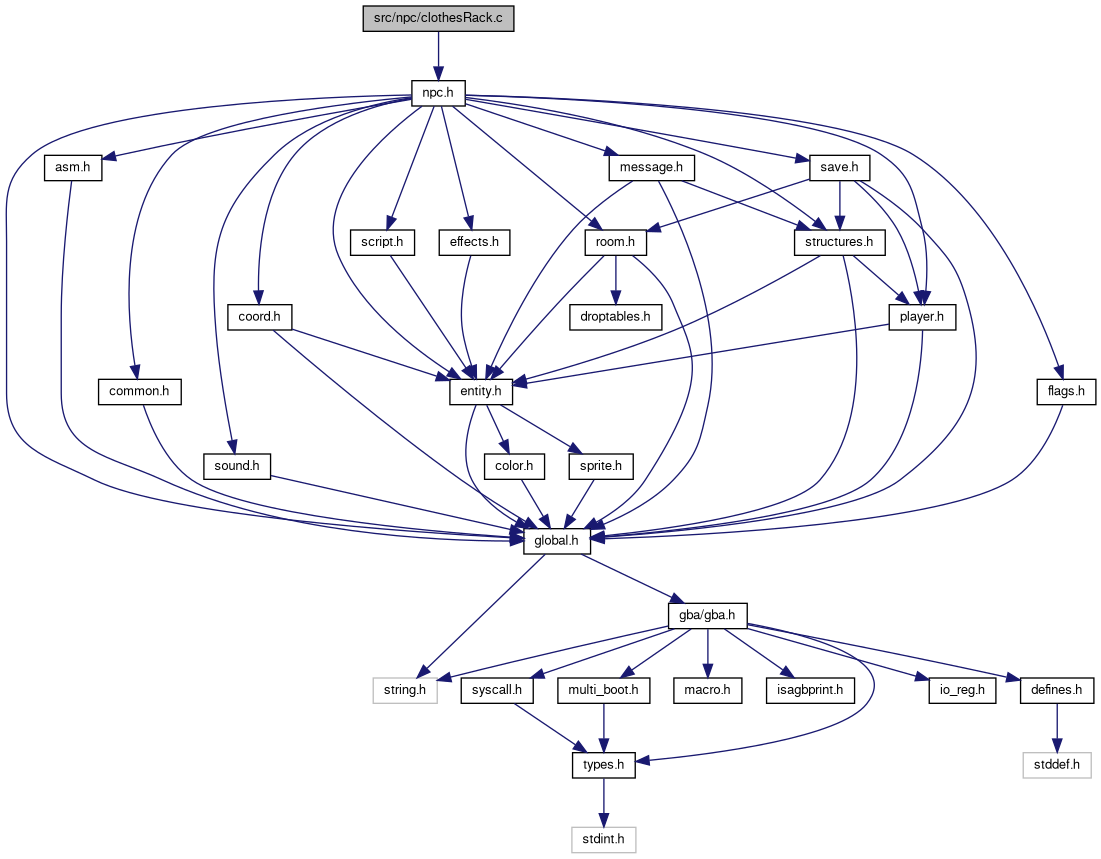 src/npc/clothesRack.c
npc.h
asm.h
message.h
save.h
script.h
effects.h
room.h
structures.h
coord.h
droptables.h
player.h
common.h
entity.h
flags.h
sound.h
color.h
sprite.h
global.h
gba/gba.h
string.h
syscall.h
multi_boot.h
macro.h
isagbprint.h
io_reg.h
defines.h
types.h
stddef.h
stdint.h